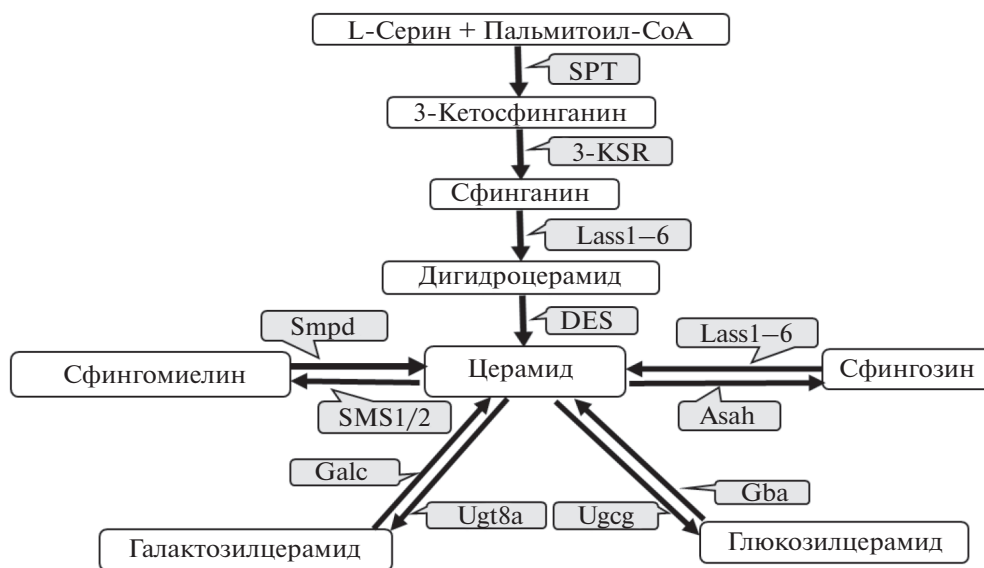 L-Серин + Пальмитоил-CoA
SPT
3-Кетосфинганин
3-KSR
Сфинганин
Lass1–6
Дигидроцерамид
DES
Smpd
Lass1–6
Сфингомиелин
Церамид
Сфингозин
SMS1/2
Asah
Galc
Gba
Ugt8a
Ugcg
Галактозилцерамид
Глюкозилцерамид